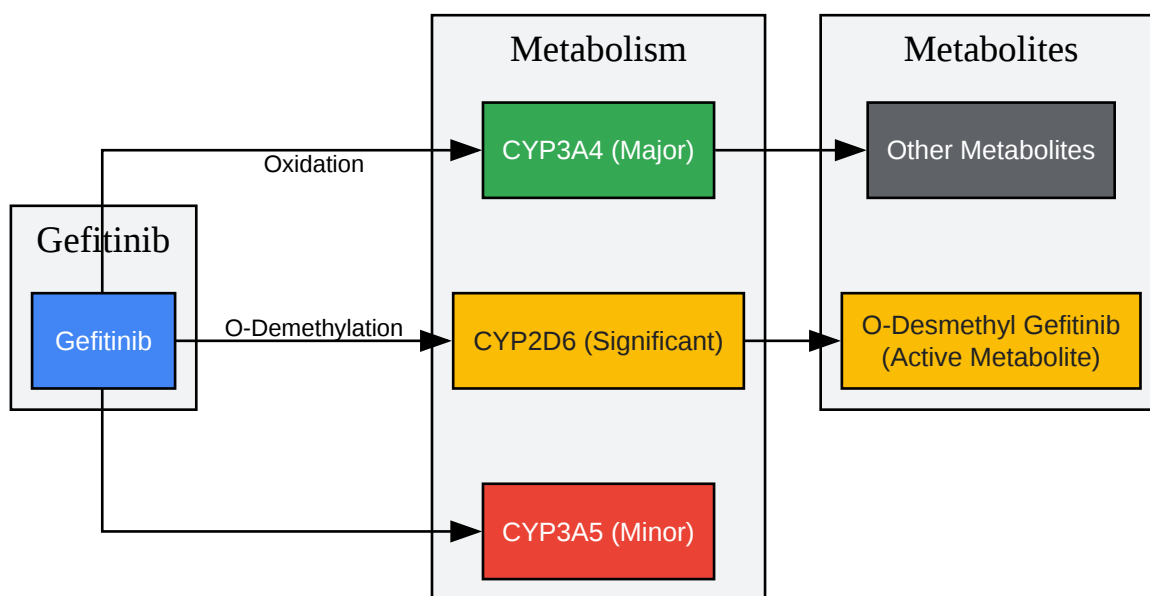 Metabolism
Metabolites
CYP3A4 (Major)
Other Metabolites
Oxidation
Gefitinib
Gefitinib
O-Demethylation
CYP2D6 (Significant)
O-Desmethyl Gefitinib
(Active Metabolite)
CYP3A5 (Minor)